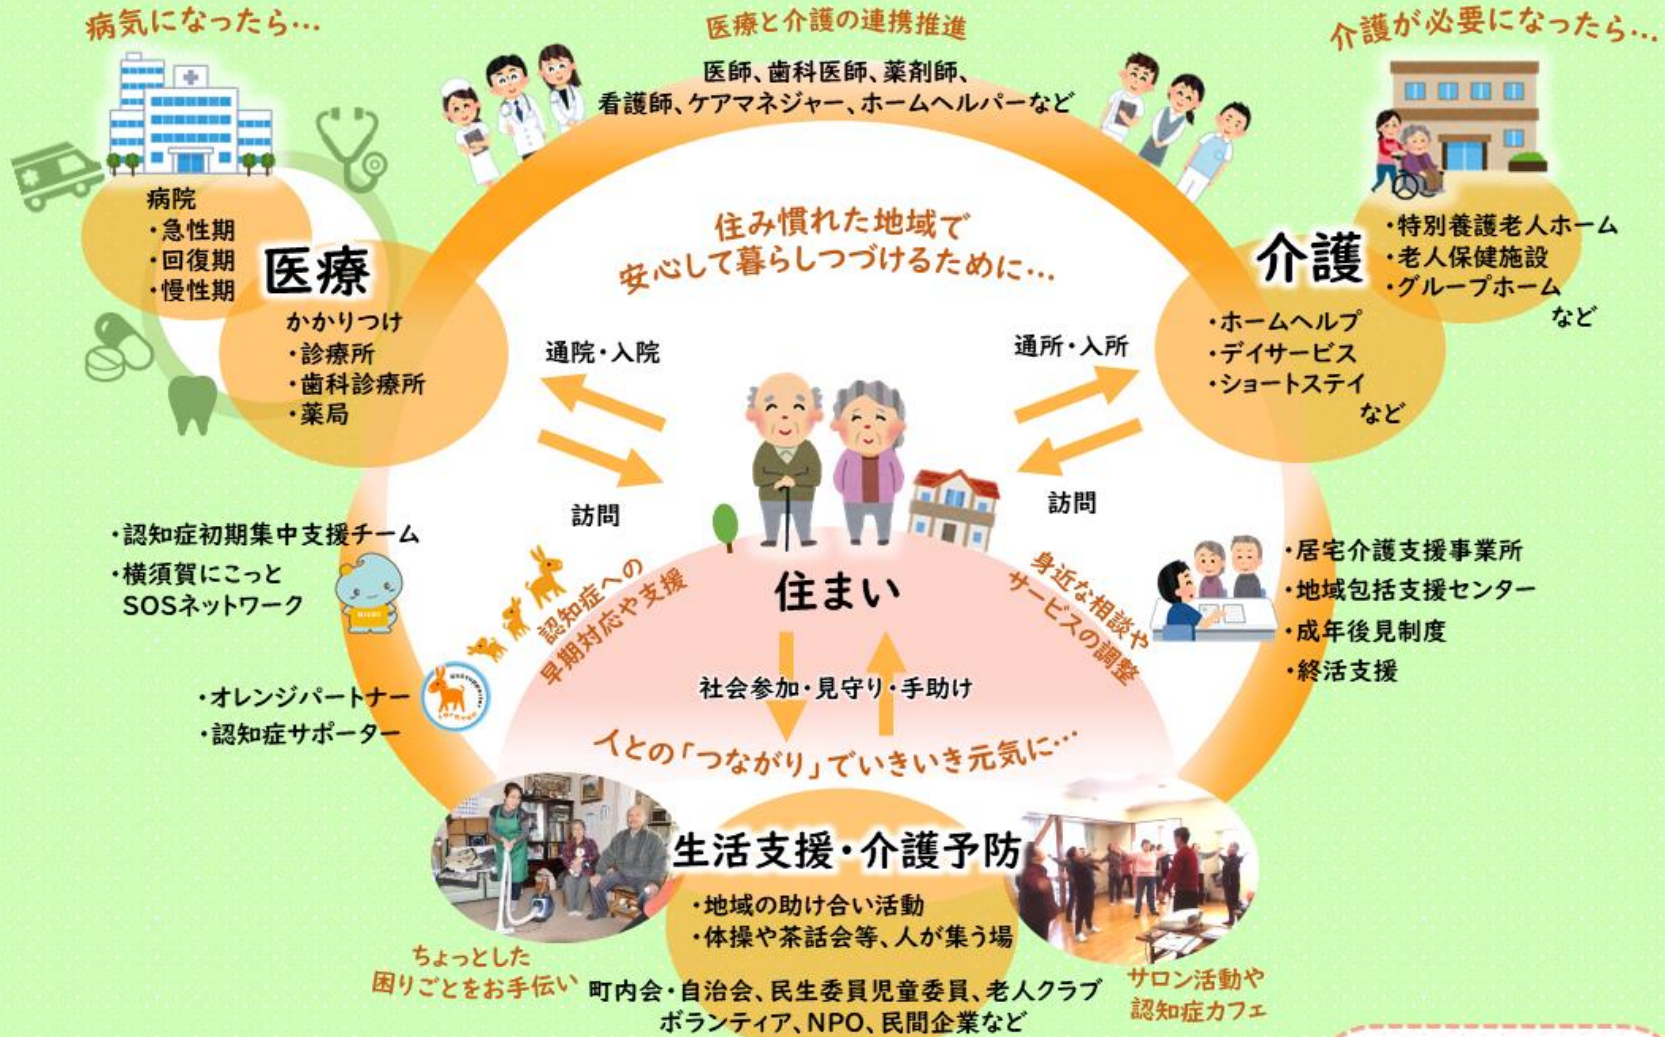 病気になったら…
医療と介護の連携推進
介護が必要になったら…
医師、歯科医師、薬剤師、
看護師、ケアマネジャー、ホームヘルパーなど
病院
・急性期
・回復期
・慢性期
医療
かかりつけ
・診療所
・歯科診療所
・薬局
住み慣れた地域で
安心して暮らしつづけるために…
介護
・特別養護老人ホーム
・老人保健施設
・グループホーム
など
・ホームヘルプ
・デイサービス
・ショートステイ
など
通院・入院
訪問
通所・入所
訪問
・認知症初期集中支援チーム
・横須賀にこっと
SOSネットワーク
・オレンジパートナー
・認知症サポーター
認知症への
早期対応や支援
住まい
身近な相談や
サービスの調整
・居宅介護支援事業所
・地域包括支援センター
・成年後見制度
・終活支援
社会参加・見守り・手助け
人との「つながり」でいきいき元気に…
生活支援・介護予防
・地域の助け合い活動
・体操や茶話会等、人が集う場
ちょっとした
困りごとをお手伝い
町内会・自治会、民生委員児童委員、老人クラブ
ボランティア、NPO、民間企業など
サロン活動や
認知症カフェ